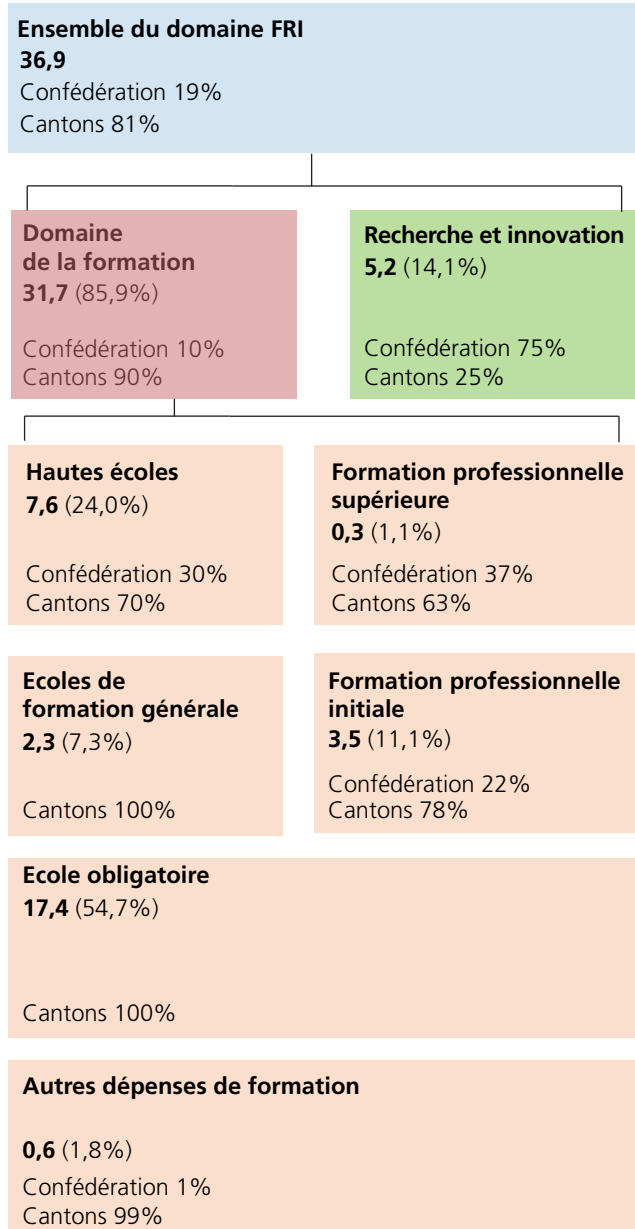 Ensemble du domaine FRI
36,9
Confédération 19%
Cantons 81%
Domaine
de la formation
31,7 (85,9%)
Confédération 10%
Cantons 90%
Recherche et innovation
5,2 (14,1%)
Confédération 75%
Cantons 25%
Hautes écoles
7,6 (24,0%)
Confédération 30%
Cantons 70%
Formation professionnelle
supérieure
0,3 (1,1%)
Confédération 37%
Cantons 63%
Ecoles de
formation générale
2,3 (7,3%)
Cantons 100%
Formation professionnelle
initiale
3,5 (11,1%)
Confédération 22%
Cantons 78%
Ecole obligatoire
17,4 (54,7%)
Cantons 100%
Autres dépenses de formation
0,6 (1,8%)
Confédération 1%
Cantons 99%